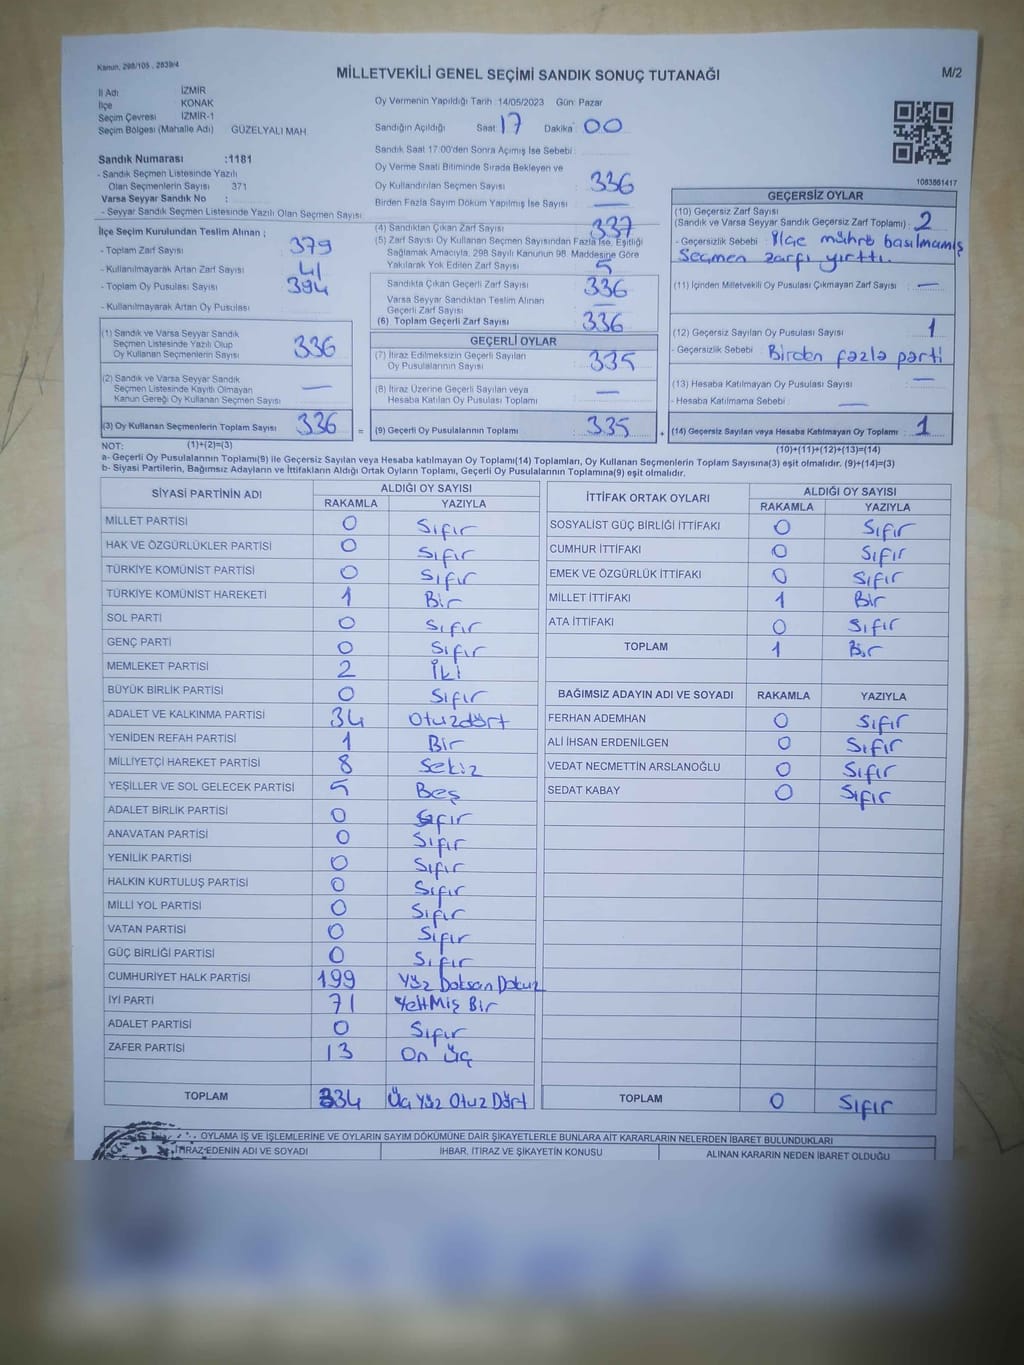 Kanun, 298/105 , 2839/4
MİLLETVEKİLİ GENEL SEÇİMİ SANDIK SONUÇ TUTANAĞI
M/2
İl Adı İZMİR
İlçe KONAK
Seçim Çevresi İZMİR-1
Seçim Bölgesi (Mahalle Adı) GÜZELYALI MAH.
Sandık Numarası :1181
- Sandık Seçmen Listesinde Yazılı
Olan Seçmenlerin Sayısı 371
Varsa Seyyar Sandık No :
- Seyyar Sandık Seçmen Listesinde Yazılı Olan Seçmen Sayısı
Oy Vermenin Yapıldığı Tarih :14/05/2023 Gün: Pazar
Sandığın Açıldığı Saat 17 Dakika 00
Sandık Saat 17.00'den Sonra Açılmış İse Sebebi :
Oy Verme Saati Bitiminde Sırada Bekleyen ve
Oy Kullandırılan Seçmen Sayısı : 336
Birden Fazla Sayım Döküm Yapılmış İse Sayısı : —
(4) Sandıktan Çıkan Zarf Sayısı : 337
(5) Zarf Sayısı Oy Kullanan Seçmen Sayısından Fazla İse, Eşitliği
Sağlamak Amacıyla, 298 Sayılı Kanunun 98. Maddesine Göre
Yakılarak Yok Edilen Zarf Sayısı
Sandıkta Çıkan Geçerli Zarf Sayısı : 336
Varsa Seyyar Sandıktan Teslim Alınan
Geçerli Zarf Sayısı : —
(6) Toplam Geçerli Zarf Sayısı : 336
1083861417
GEÇERSİZ OYLAR
(10) Geçersiz Zarf Sayısı
(Sandık ve Varsa Seyyar Sandık Geçersiz Zarf Toplamı) : 2
- Geçersizlik Sebebi : İlçe mührü basılmamış
Seçmen zarfı yırttı.
(11) İçinden Milletvekili Oy Pusulası Çıkmayan Zarf Sayısı : —
(12) Geçersiz Sayılan Oy Pusulası Sayısı : 1
- Geçersizlik Sebebi : Birden fazla parti
(13) Hesaba Katılmayan Oy Pusulası Sayısı : —
- Hesaba Katılmama Sebebi : —
(14) Geçersiz Sayılan veya Hesaba Katılmayan Oy Toplamı : 1
(10)+(11)+(12)+(13)=(14)
İlçe Seçim Kurulundan Teslim Alınan ;
- Toplam Zarf Sayısı : 379
- Kullanılmayarak Artan Zarf Sayısı : 41
- Toplam Oy Pusulası Sayısı : 394
- Kullanılmayarak Artan Oy Pusulası :
(1) Sandık ve Varsa Seyyar Sandık
Seçmen Listesinde Yazılı Olup
Oy Kullanan Seçmenlerin Sayısı : 336
(2) Sandık ve Varsa Seyyar Sandık
Seçmen Listesinde Kayıtlı Olmayan
Kanun Gereği Oy Kullanan Seçmen Sayısı : —
(3) Oy Kullanan Seçmenlerin Toplam Sayısı : 336
(1)+(2)=(3)
GEÇERLİ OYLAR
(7) İtiraz Edilmeksizin Geçerli Sayılan
Oy Pusulalarının Sayısı : 335
(8) İtiraz Üzerine Geçerli Sayılan veya
Hesaba Katılan Oy Pusulası Toplamı : —
= (9) Geçerli Oy Pusulalarının Toplamı : 335 +
NOT:
a- Geçerli Oy Pusulalarının Toplamı(9) ile Geçersiz Sayılan veya Hesaba katılmayan Oy Toplamı(14) Toplamları, Oy Kullanan Seçmenlerin Toplam Sayısına(3) eşit olmalıdır. (9)+(14)=(3)
b- Siyasi Partilerin, Bağımsız Adayların ve İttifakların Aldığı Ortak Oyların Toplamı, Geçerli Oy Pusulalarının Toplamına(9) eşit olmalıdır.
SİYASİ PARTİNİN ADI ALDIĞI OY SAYISI
RAKAMLA YAZIYLA
MİLLET PARTİSİ 0 Sıfır
HAK VE ÖZGÜRLÜKLER PARTİSİ 0 Sıfır
TÜRKİYE KOMÜNİST PARTİSİ 0 Sıfır
TÜRKİYE KOMÜNİST HAREKETİ 1 Bir
SOL PARTİ 0 Sıfır
GENÇ PARTİ 0 Sıfır
MEMLEKET PARTİSİ 2 İki
BÜYÜK BİRLİK PARTİSİ 0 Sıfır
ADALET VE KALKINMA PARTİSİ 34 Otuzdört
YENİDEN REFAH PARTİSİ 1 Bir
MİLLİYETÇİ HAREKET PARTİSİ 8 Sekiz
YEŞİLLER VE SOL GELECEK PARTİSİ 5 Beş
ADALET BİRLİK PARTİSİ 0 Sıfır
ANAVATAN PARTİSİ 0 Sıfır
YENİLİK PARTİSİ 0 Sıfır
HALKIN KURTULUŞ PARTİSİ 0 Sıfır
MİLLİ YOL PARTİSİ 0 Sıfır
VATAN PARTİSİ 0 Sıfır
GÜÇ BİRLİĞİ PARTİSİ 0 Sıfır
CUMHURİYET HALK PARTİSİ 199 Yüz Doksan Dokuz
İYİ PARTİ 71 Yetmiş Bir
ADALET PARTİSİ 0 Sıfır
ZAFER PARTİSİ 13 On Üç
TOPLAM 334 Üç Yüz Otuz Dört
İTTİFAK ORTAK OYLARI ALDIĞI OY SAYISI
RAKAMLA YAZIYLA
SOSYALİST GÜÇ BİRLİĞİ İTTİFAKI 0 Sıfır
CUMHUR İTTİFAKI 0 Sıfır
EMEK VE ÖZGÜRLÜK İTTİFAKI 0 Sıfır
MİLLET İTTİFAKI 1 Bir
ATA İTTİFAKI 0 Sıfır
TOPLAM 1 Bir
BAĞIMSIZ ADAYIN ADI VE SOYADI RAKAMLA YAZIYLA
FERHAN ADEMHAN 0 Sıfır
ALİ İHSAN ERDENİLGEN 0 Sıfır
VEDAT NECMETTİN ARSLANOĞLU 0 Sıfır
SEDAT KABAY 0 Sıfır
TOPLAM 0 Sıfır
OYLAMA İŞ VE İŞLEMLERİNE VE OYLARIN SAYIM DÖKÜMÜNE DAİR ŞİKAYETLERLE BUNLARA AİT KARARLARIN NELERDEN İBARET BULUNDUKLARI
İTİRAZ EDENİN ADI VE SOYADI İHBAR, İTİRAZ VE ŞİKAYETİN KONUSU ALINAN KARARIN NEDEN İBARET OLDUĞU